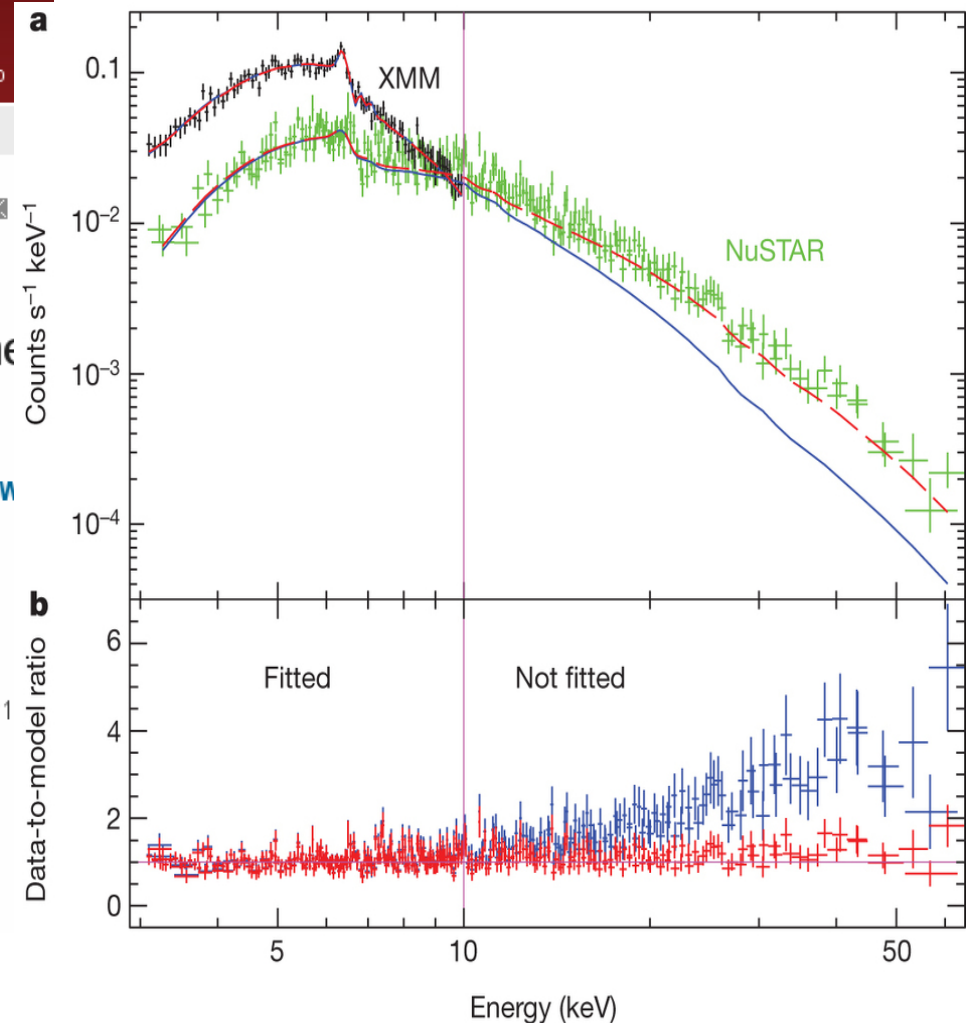 a
XMM
NuSTAR
0.1
10⁻²
10⁻³
10⁻⁴
Counts s⁻¹ keV⁻¹
b
Fitted
Not fitted
6
4
2
0
Data-to-model ratio
5
10
50
Energy (keV)
1
w